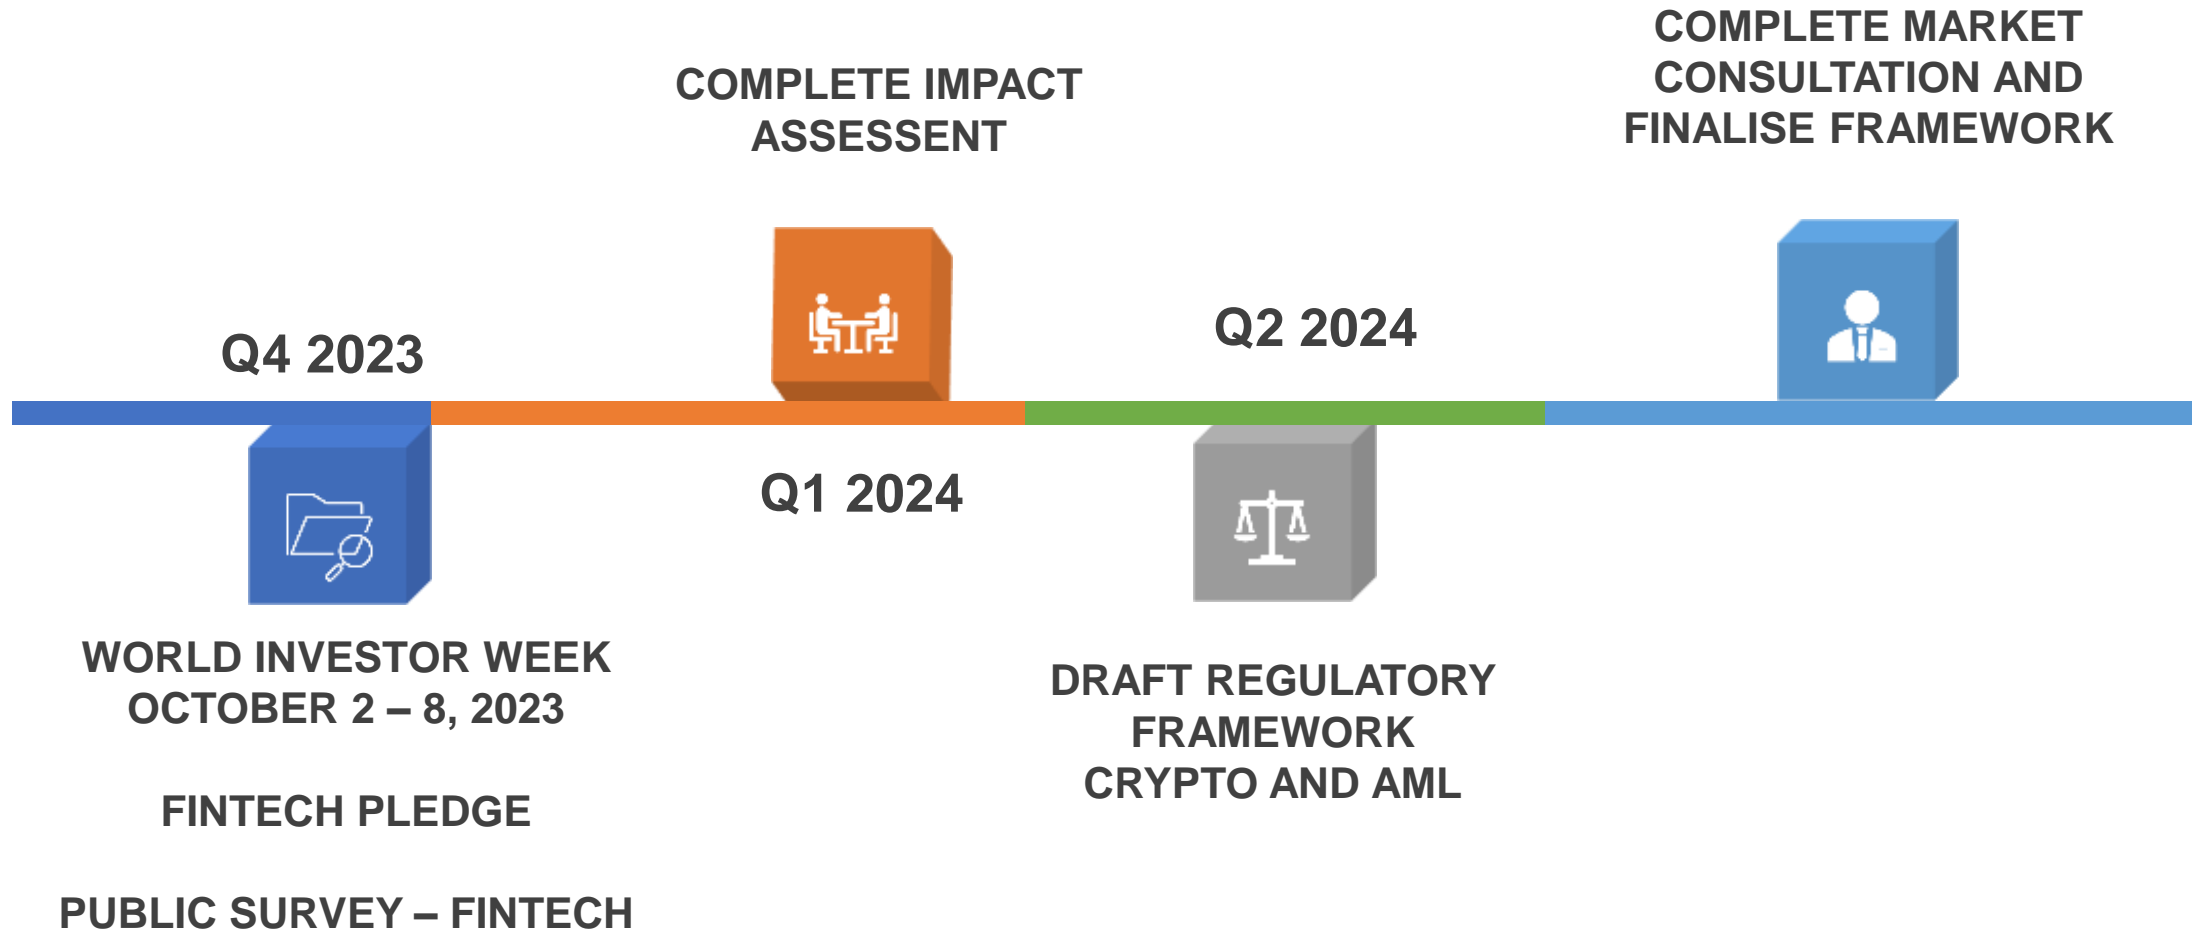 Q4 2023
WORLD INVESTOR WEEK
OCTOBER 2 – 8, 2023
FINTECH PLEDGE
PUBLIC SURVEY – FINTECH
COMPLETE IMPACT
ASSESSENT
Q1 2024
Q2 2024
DRAFT REGULATORY
FRAMEWORK
CRYPTO AND AML
COMPLETE MARKET
CONSULTATION AND
FINALISE FRAMEWORK